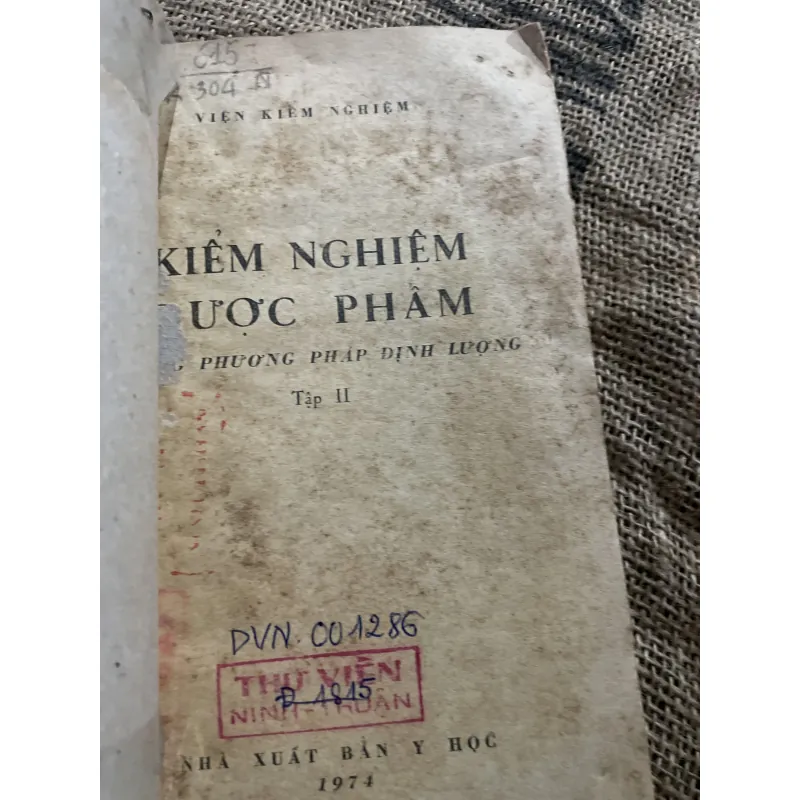 615
304
VIỆN KIỂM NGHIỆM
KIỂM NGHIỆM
ƯỢC PHẨM
PHƯƠNG PHÁP ĐỊNH LƯỢNG
Tập II
DVN. 001286
THƯ VIỆN
Đ 1815
NINH-THUẬN
NHÀ XUẤT BẢN Y HỌC
1974